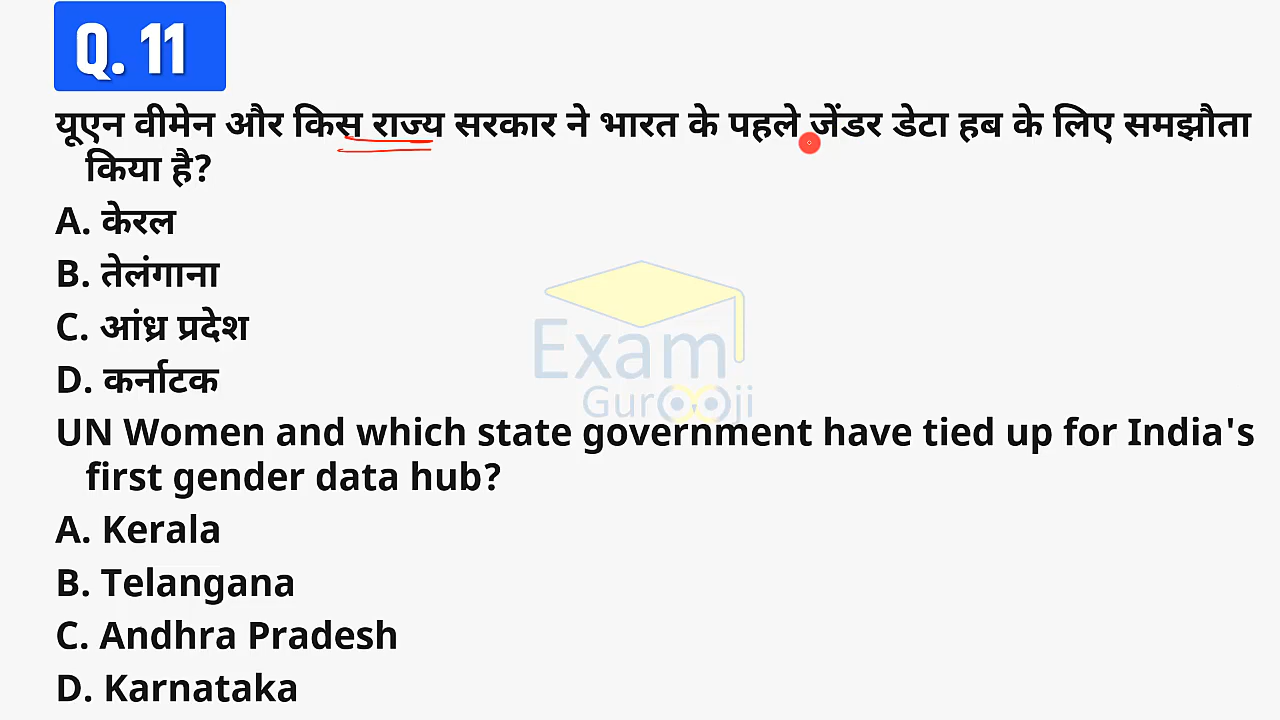 Q. 11
यूएन वीमेन और किस राज्य सरकार ने भारत के पहले जेंडर डेटा हब के लिए समझौता
किया है?
A. केरल
B. तेलंगाना
C. आंध्र प्रदेश
D. कर्नाटक
Exam
Gurooji
UN Women and which state government have tied up for India's
first gender data hub?
A. Kerala
B. Telangana
C. Andhra Pradesh
D. Karnataka